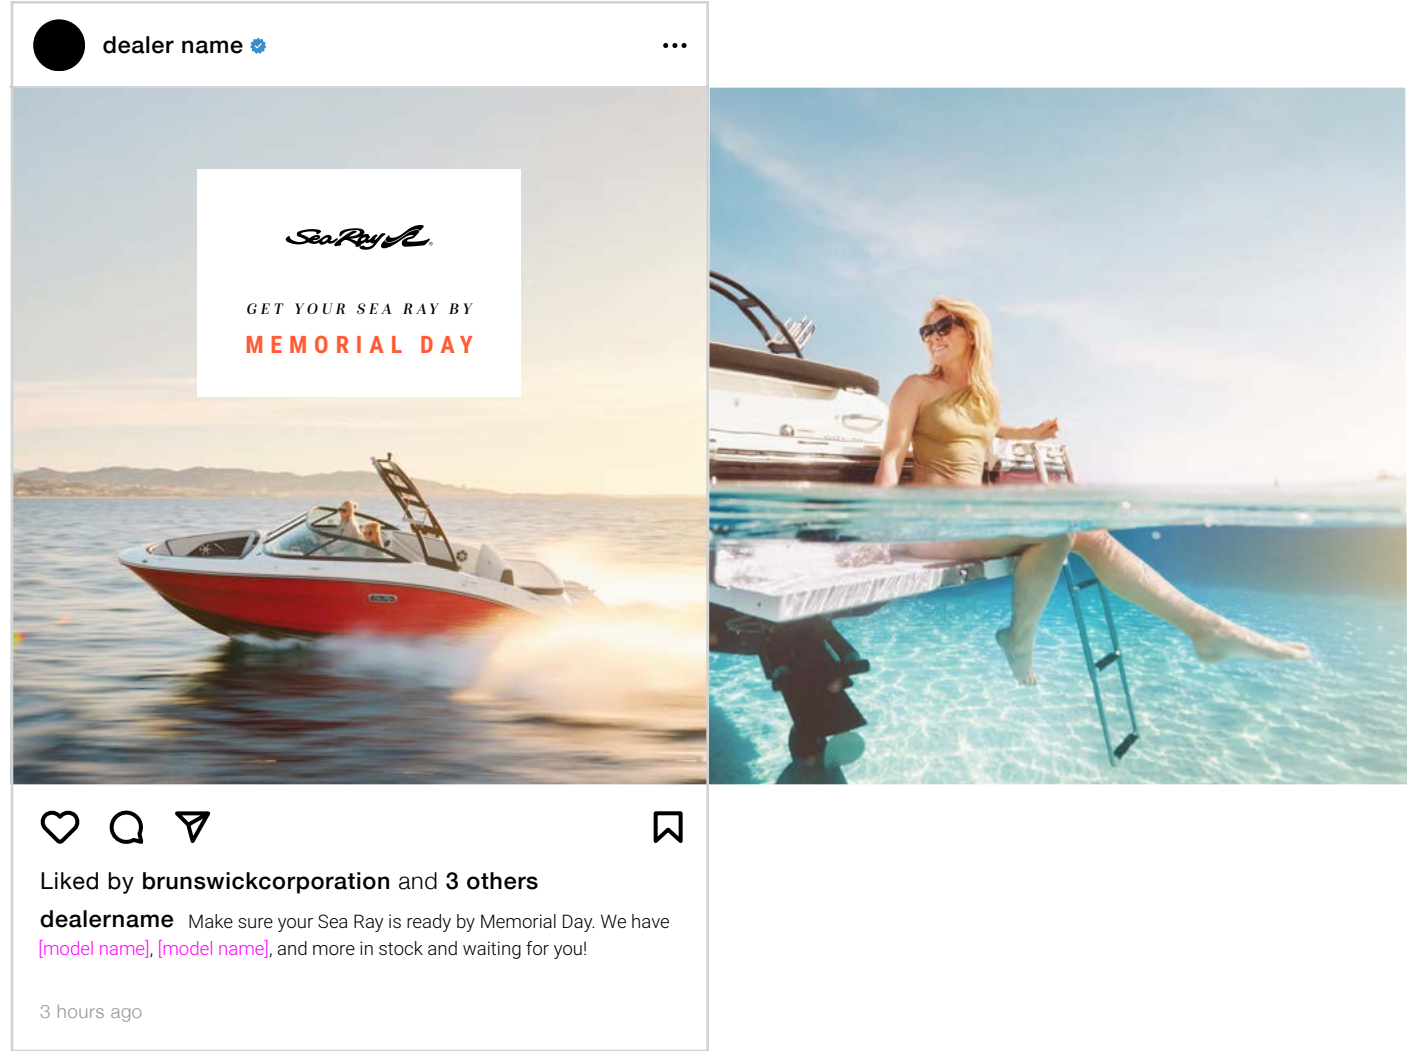 dealer name
Sea Ray
GET YOUR SEA RAY BY
MEMORIAL DAY
Liked by brunswickcorporation and 3 others
dealername Make sure your Sea Ray is ready by Memorial Day. We have
[model name], [model name], and more in stock and waiting for you!
3 hours ago